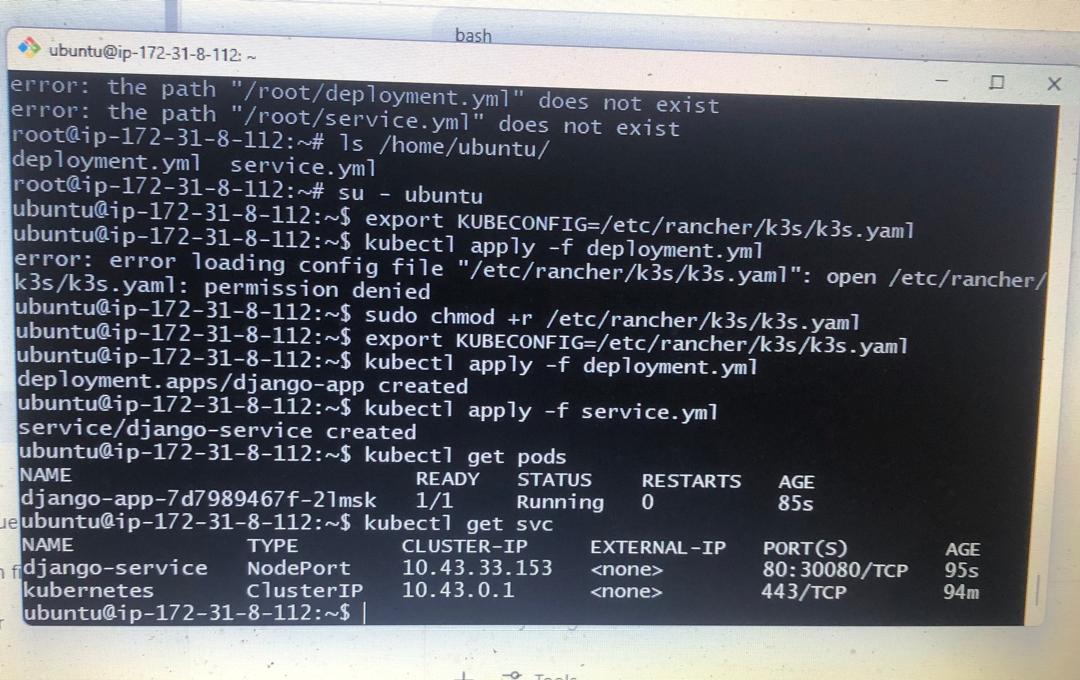 bash
ubuntu@ip-172-31-8-112: ~
error: the path "/root/deployment.yml" does not exist
error: the path "/root/service.yml" does not exist
root@ip-172-31-8-112:~# ls /home/ubuntu/
deployment.yml  service.yml
root@ip-172-31-8-112:~# su - ubuntu
ubuntu@ip-172-31-8-112:~$ export KUBECONFIG=/etc/rancher/k3s/k3s.yaml
ubuntu@ip-172-31-8-112:~$ kubectl apply -f deployment.yml
error: error loading config file "/etc/rancher/k3s/k3s.yaml": open /etc/rancher/
k3s/k3s.yaml: permission denied
ubuntu@ip-172-31-8-112:~$ sudo chmod +r /etc/rancher/k3s/k3s.yaml
ubuntu@ip-172-31-8-112:~$ export KUBECONFIG=/etc/rancher/k3s/k3s.yaml
ubuntu@ip-172-31-8-112:~$ kubectl apply -f deployment.yml
deployment.apps/django-app created
ubuntu@ip-172-31-8-112:~$ kubectl apply -f service.yml
service/django-service created
ubuntu@ip-172-31-8-112:~$ kubectl get pods
NAME READY STATUS RESTARTS AGE
django-app-7d7989467f-2lmsk 1/1 Running 0 85s
ubuntu@ip-172-31-8-112:~$ kubectl get svc
NAME TYPE CLUSTER-IP EXTERNAL-IP PORT(S) AGE
django-service NodePort 10.43.33.153 <none> 80:30080/TCP 95s
kubernetes ClusterIP 10.43.0.1 <none> 443/TCP 94m
ubuntu@ip-172-31-8-112:~$